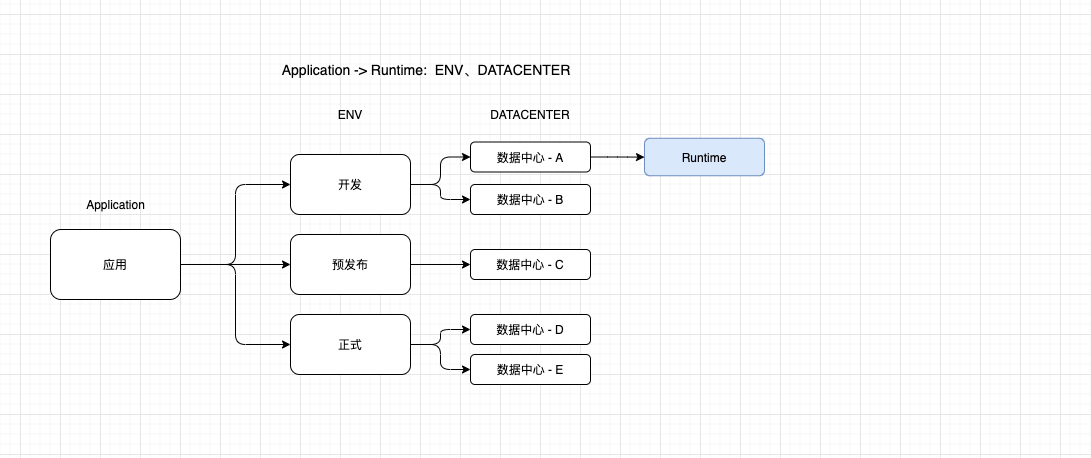 Application -> Runtime:  ENV、DATACENTER
ENV
DATACENTER
数据中心 - A
Runtime
开发
数据中心 - B
Application
应用
预发布
数据中心 - C
数据中心 - D
正式
数据中心 - E